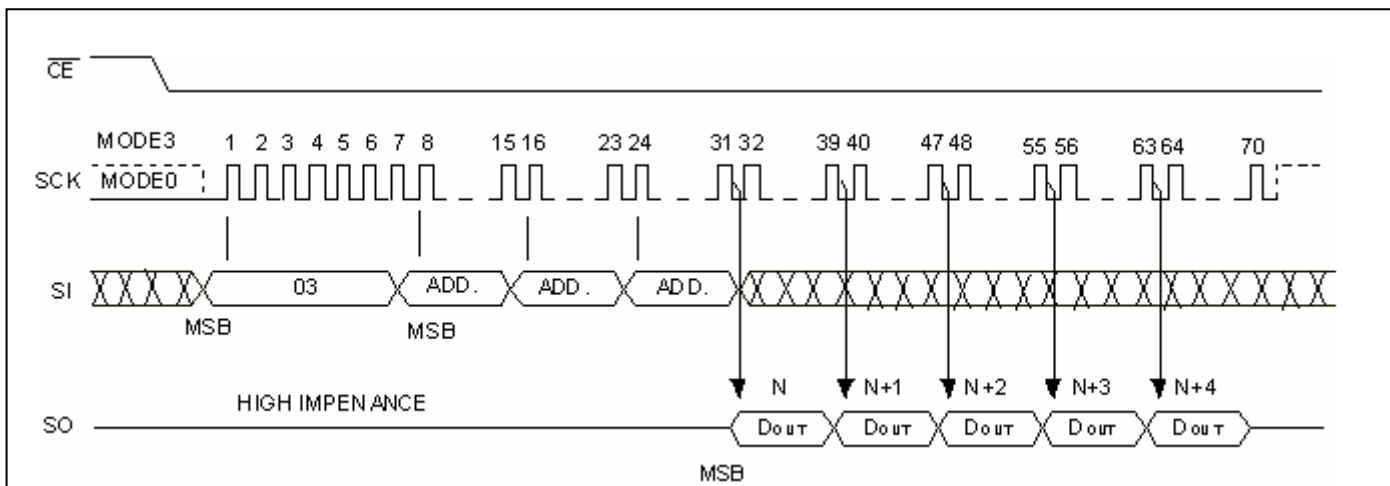 CE
MODE3
1 2 3 4 5 6 7 8 15 16 23 24 31 32 39 40 47 48 55 56 63 64 70
SCK MODE0
SI 03 ADD. ADD. ADD.
MSB MSB
N N+1 N+2 N+3 N+4
HIGH IMPENANCE
SO DOUT DOUT DOUT DOUT DOUT
MSB